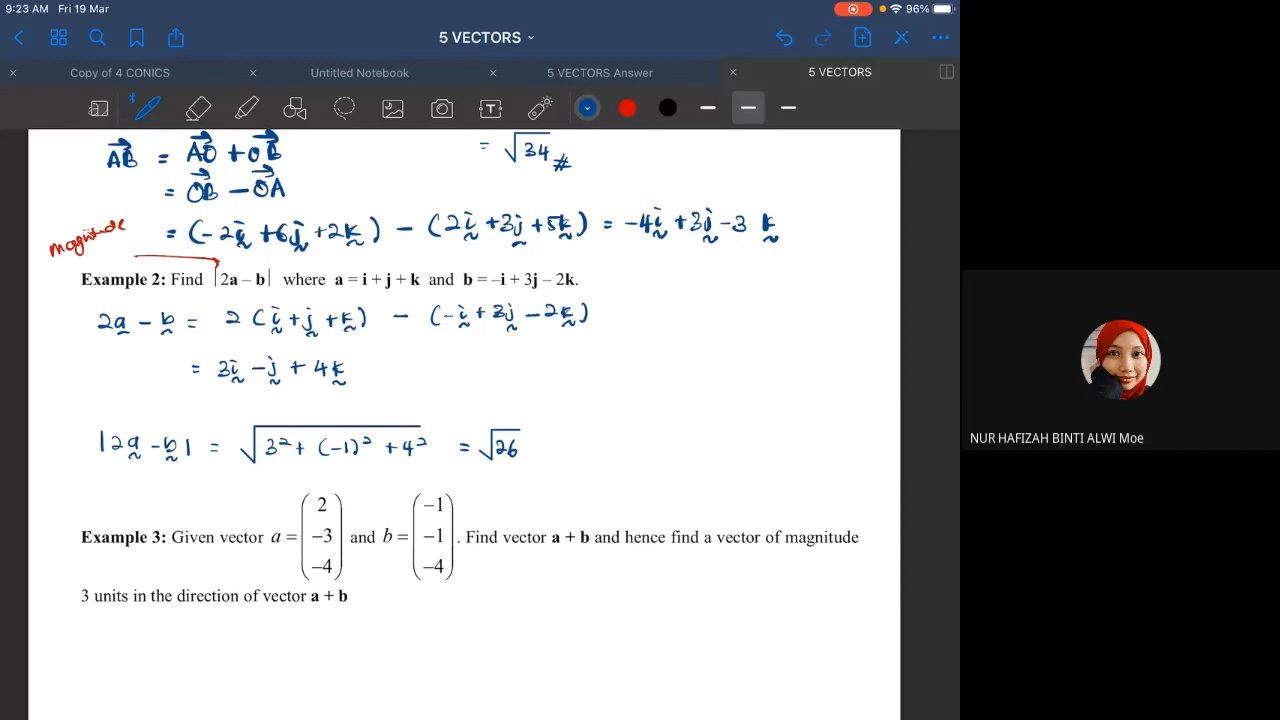 9:23 AM Fri 19 Mar 96%
5 VECTORS
Copy of 4 CONICS Untitled Notebook 5 VECTORS Answer 5 VECTORS
AB = AO + OB = √34 #
= OB − OA
magnitude = (−2i + 6j + 2k) − (2i + 3j + 5k) = −4i + 3j − 3 k
Example 2: Find |2a – b| where a = i + j + k and b = –i + 3j – 2k.
2a − b = 2 (i + j + k) − (−i + 3j − 2k)
= 3i − j + 4k
|2a − b| = √3² + (−1)² + 4² = √26
Example 3: Given vector a = (2 −3 −4) and b = (−1 −1 −4). Find vector a + b and hence find a vector of magnitude
3 units in the direction of vector a + b
NUR HAFIZAH BINTI ALWI Moe